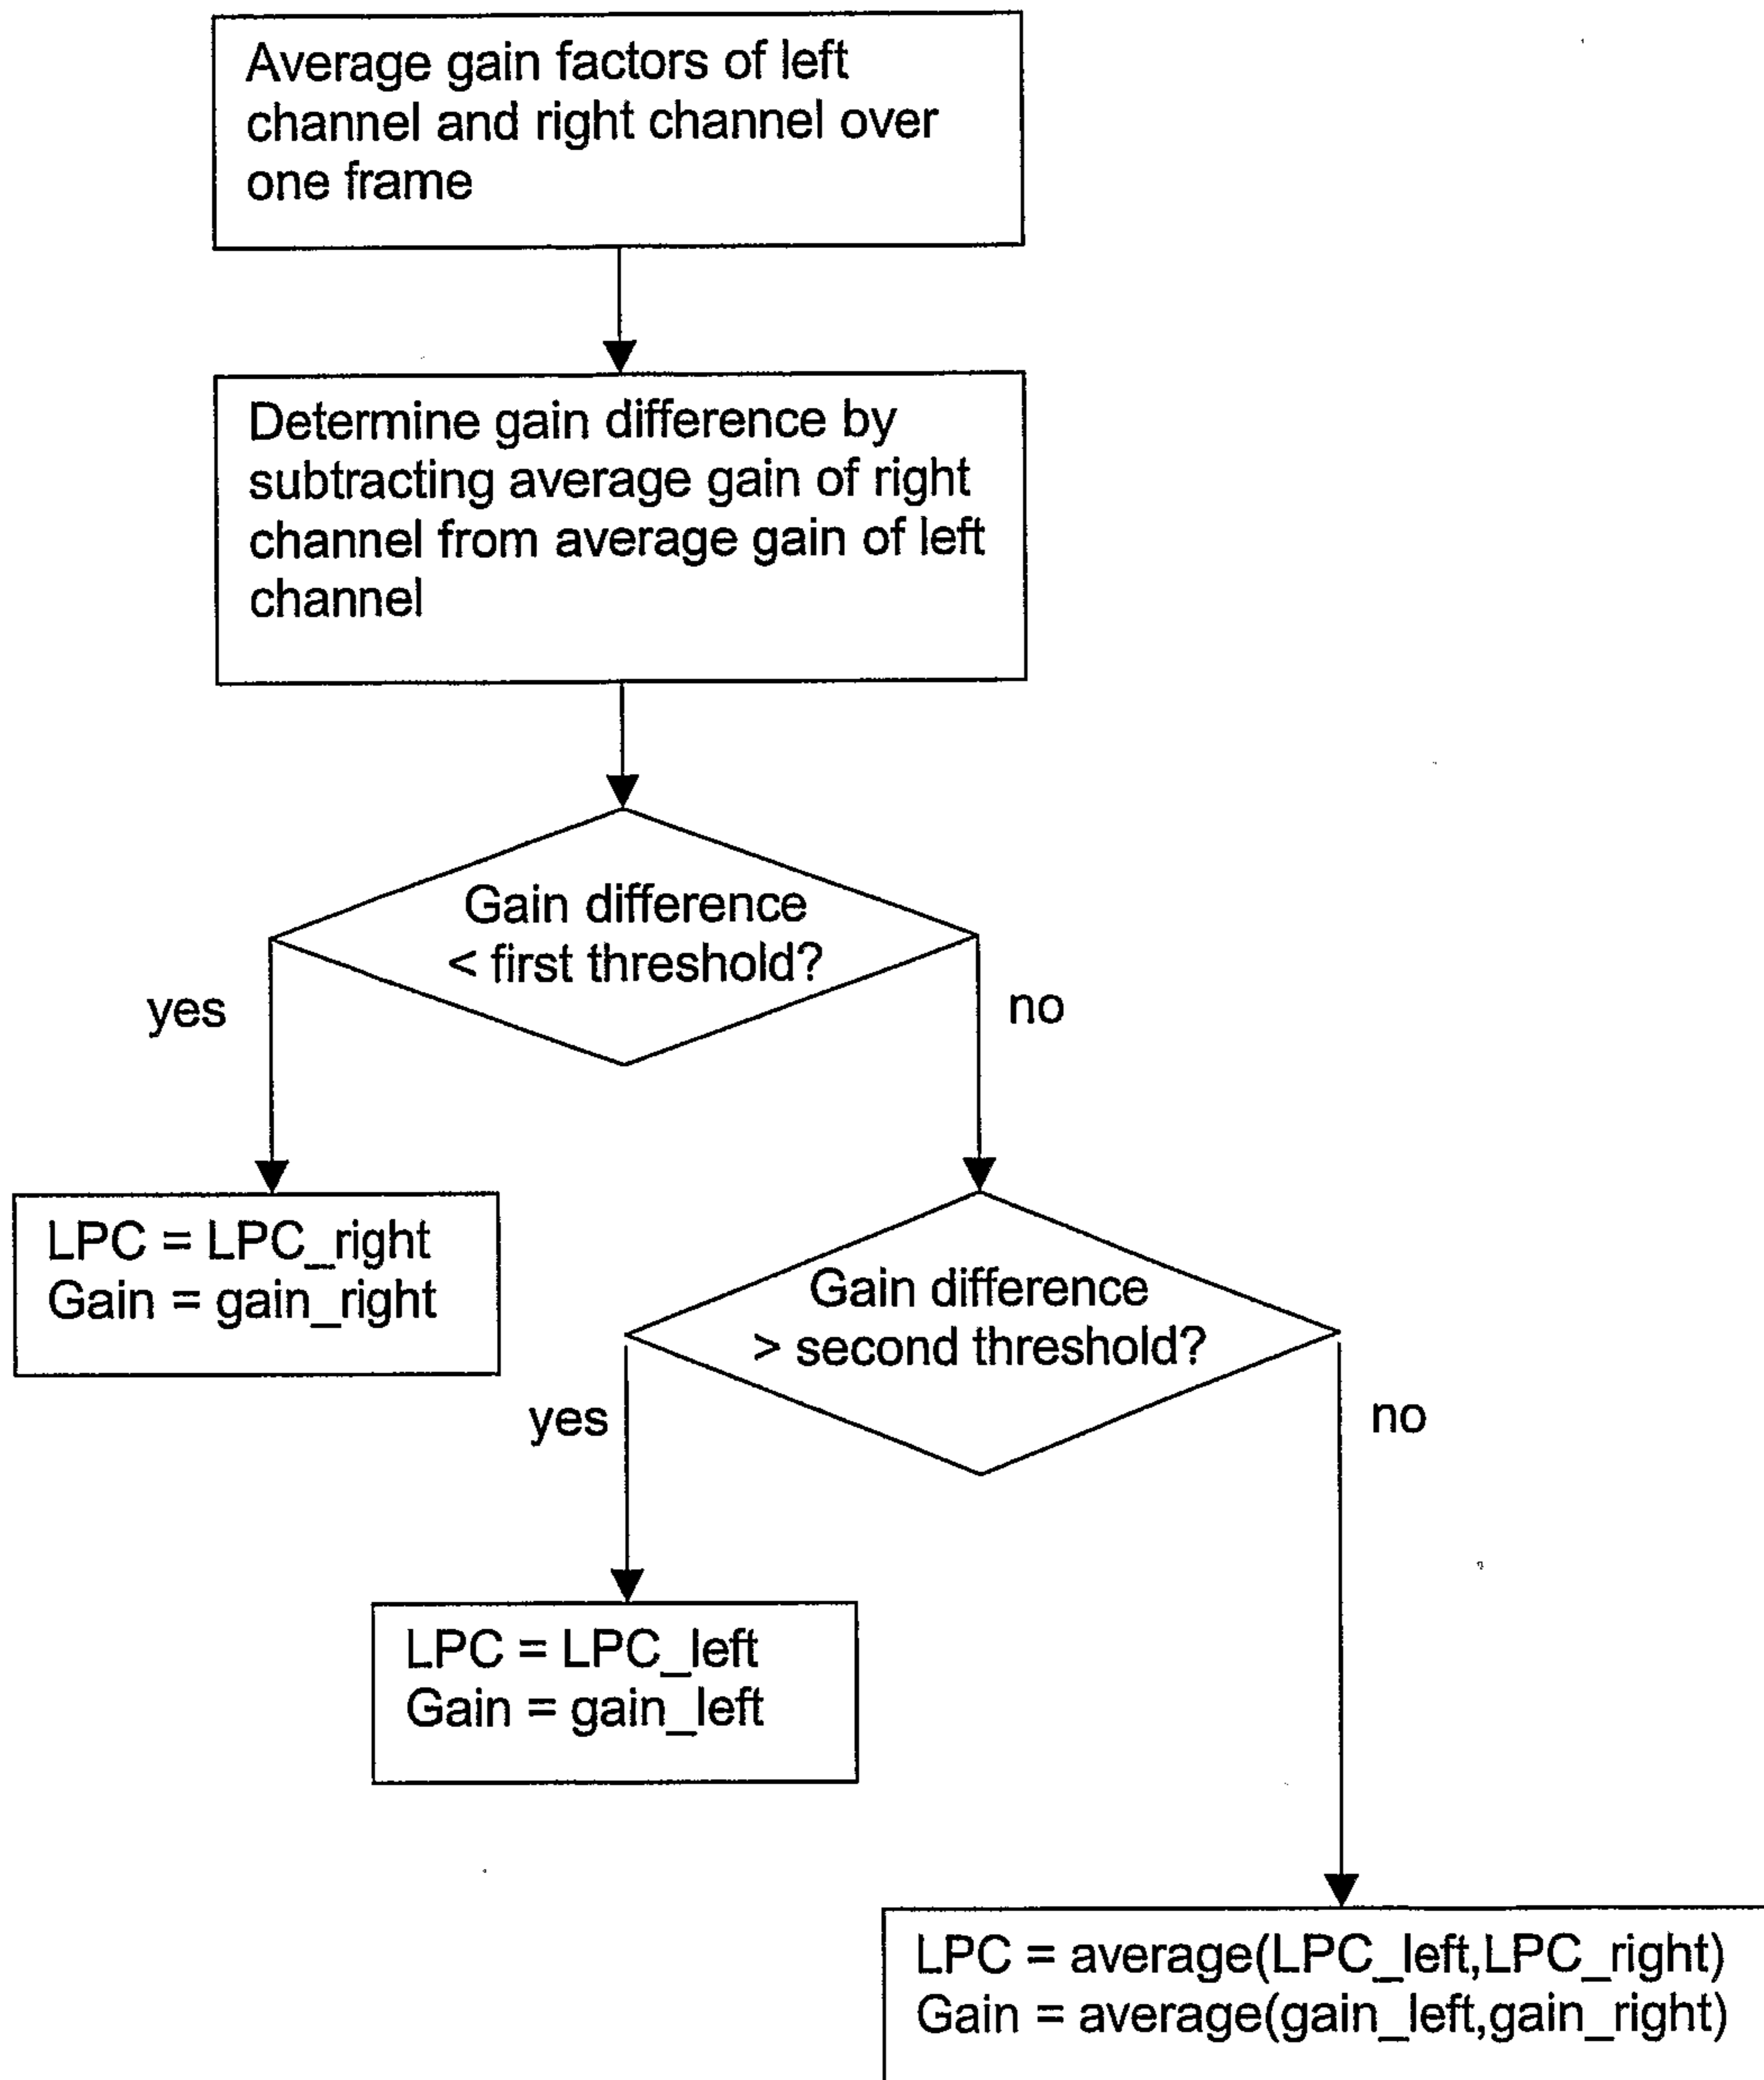 Average gain factors of left
channel and right channel over
one frame
Determine gain difference by
subtracting average gain of right
channel from average gain of left
channel
Gain difference
< first threshold?
yes
no
LPC = LPC_right
Gain = gain_right
Gain difference
> second threshold?
yes
no
LPC = LPC_left
Gain = gain_left
LPC = average(LPC_left,LPC_right)
Gain = average(gain_left,gain_right)